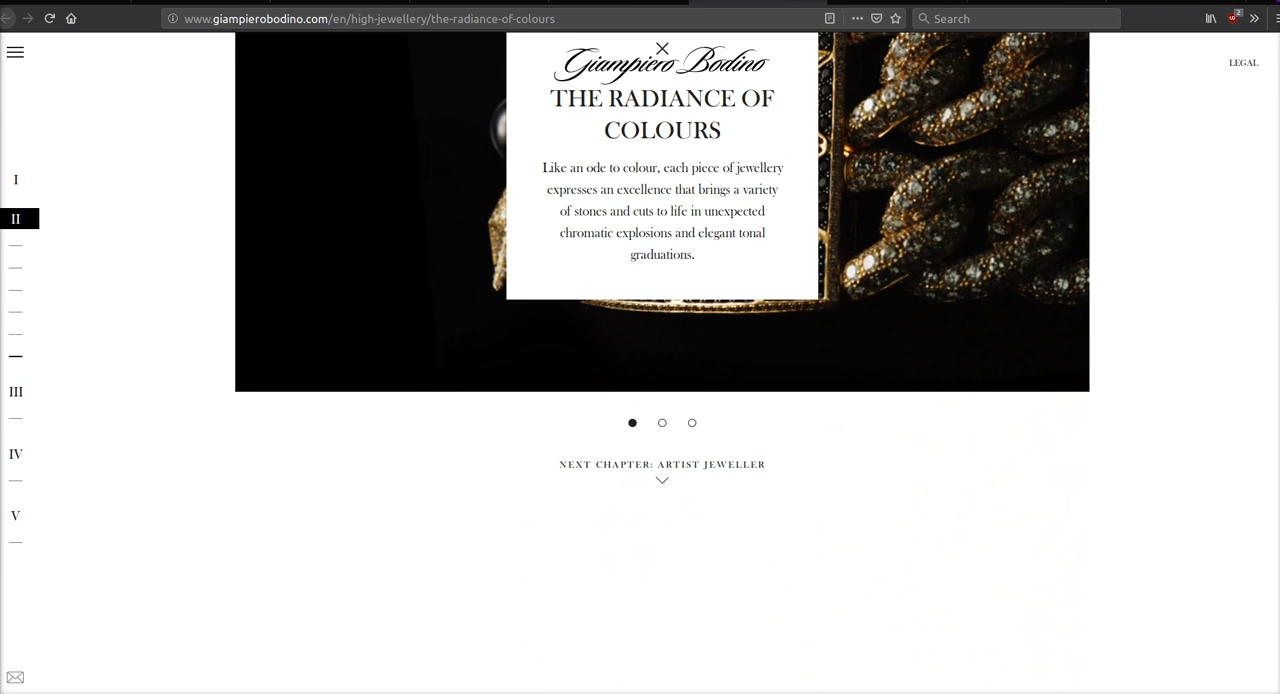 www.giampierobodino.com/en/high-jewellery/the-radiance-of-colours
Search
2
LEGAL
Giampiero Bodino
THE RADIANCE OF
COLOURS
Like an ode to colour, each piece of jewellery
expresses an excellence that brings a variety
of stones and cuts to life in unexpected
chromatic explosions and elegant tonal
graduations.
I
II
III
IV
V
NEXT CHAPTER: ARTIST JEWELLER